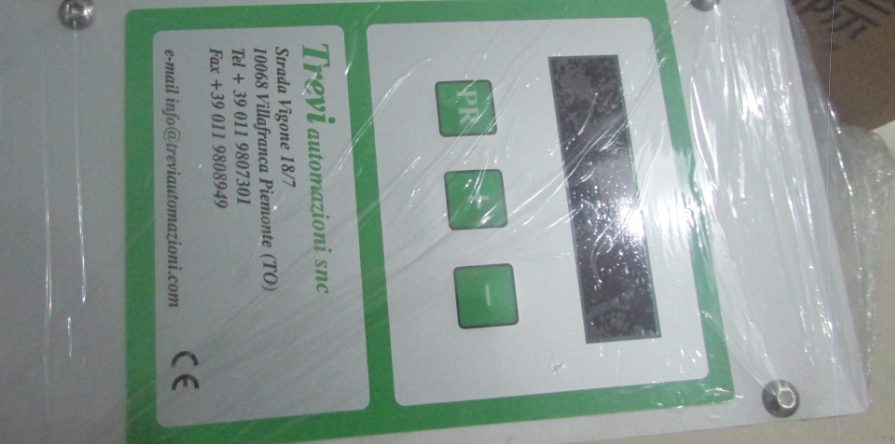 PR
+
−
Trevi automazioni snc
Strada Vigone 18/7
10068 Villafranca Piemonte (TO)
Tel + 39 011 9807301
Fax +39 011 9808949
e-mail info@treviautomazioni.com
CE